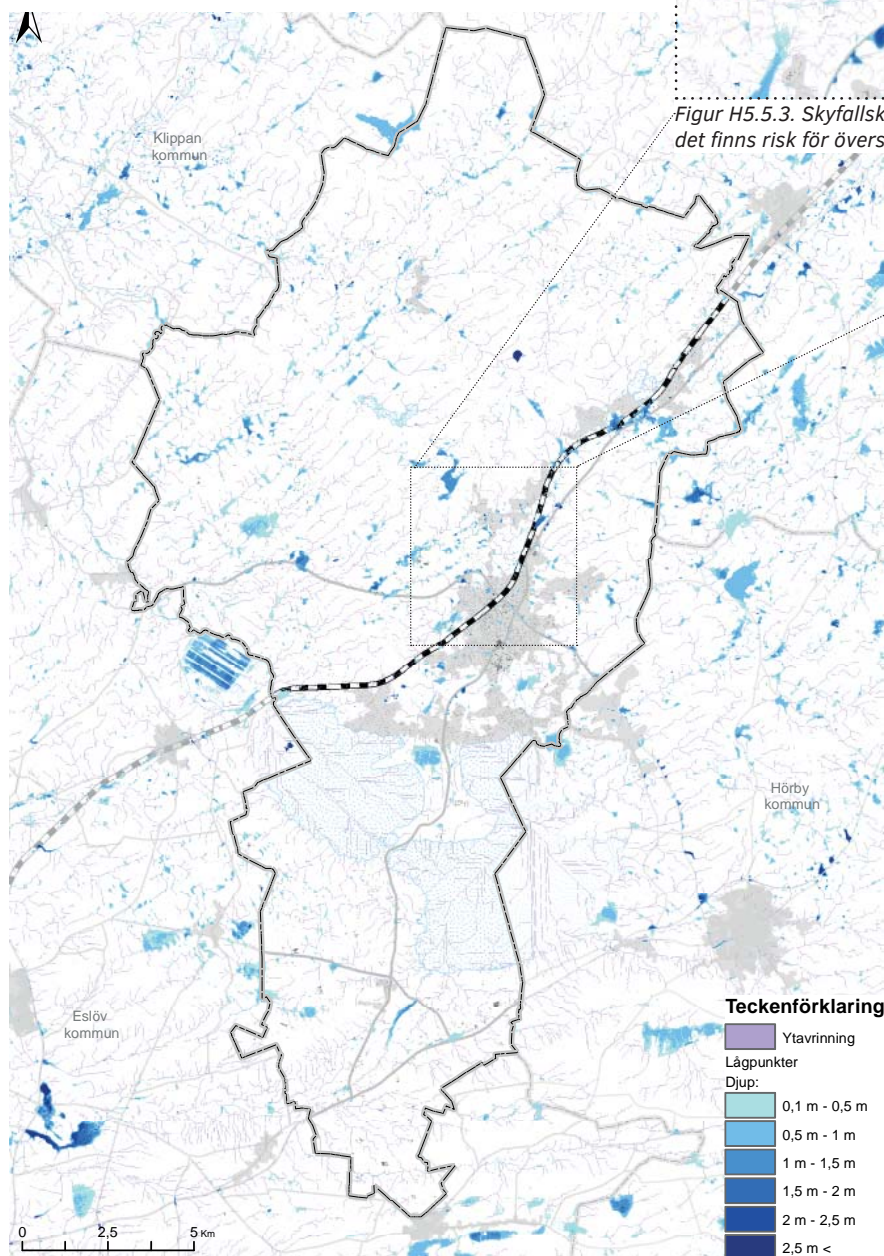 Figur H5.5.3. Skyfallsk
det finns risk för övers
Klippan
kommun
Hörby
kommun
Eslöv
kommun
Teckenförklaring
Ytavrinning
Lågpunkter
Djup:
0,1 m - 0,5 m
0,5 m - 1 m
1 m - 1,5 m
1,5 m - 2 m
2 m - 2,5 m
2,5 m <
0 2,5 5 Km